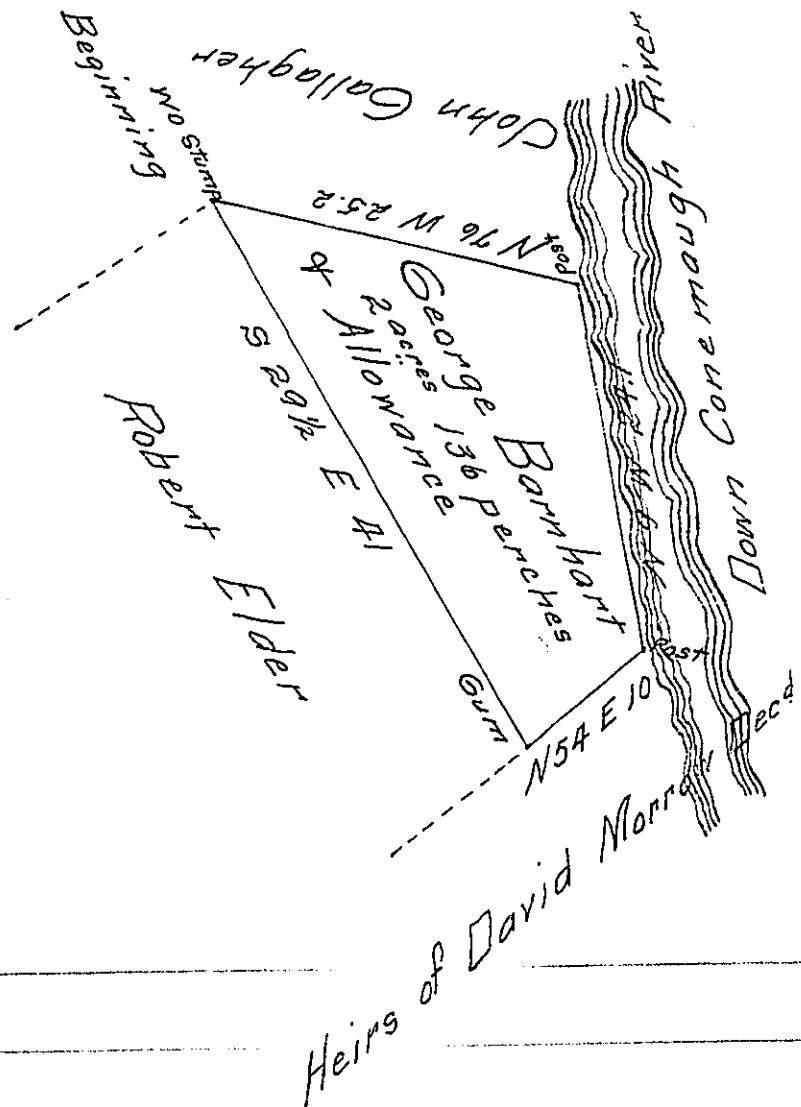 Beginning
WO Stump
John Gallagher
River
Down Conemough
N 76 W 25.2
Post
George Barnhart
2 acres 136 perches
& Allowance
S 29½ E 41
Robert Elder
Gum
N54 E 10
Post
Heirs of David Morrow Decd